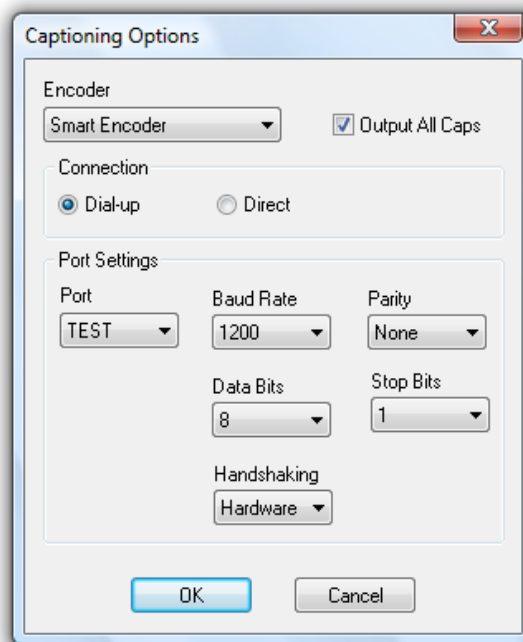 Captioning Options
Encoder
Smart Encoder
Output All Caps
Connection
Dial-up Direct
Port Settings
Port Baud Rate Parity
TEST 1200 None
Data Bits Stop Bits
8 1
Handshaking
Hardware
OK Cancel